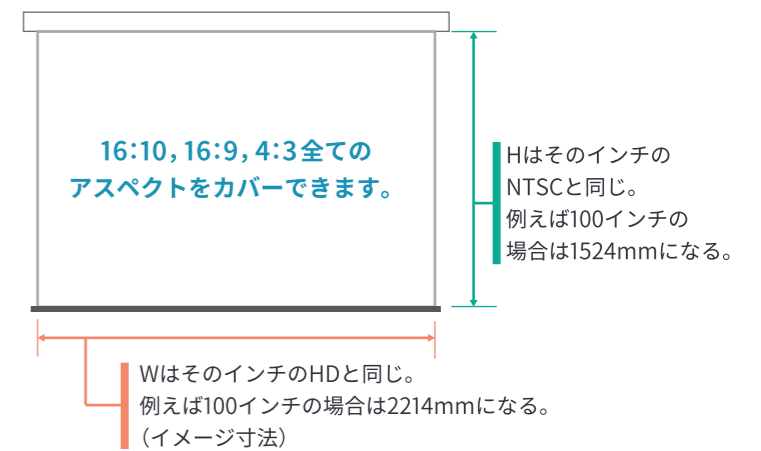 16:10，16:9，4:3全ての
アスペクトをカバーできます。
Hはそのインチの
NTSCと同じ。
例えば100インチの
場合は1524mmになる。
WはそのインチのHDと同じ。
例えば100インチの場合は2214mmになる。
（イメージ寸法）